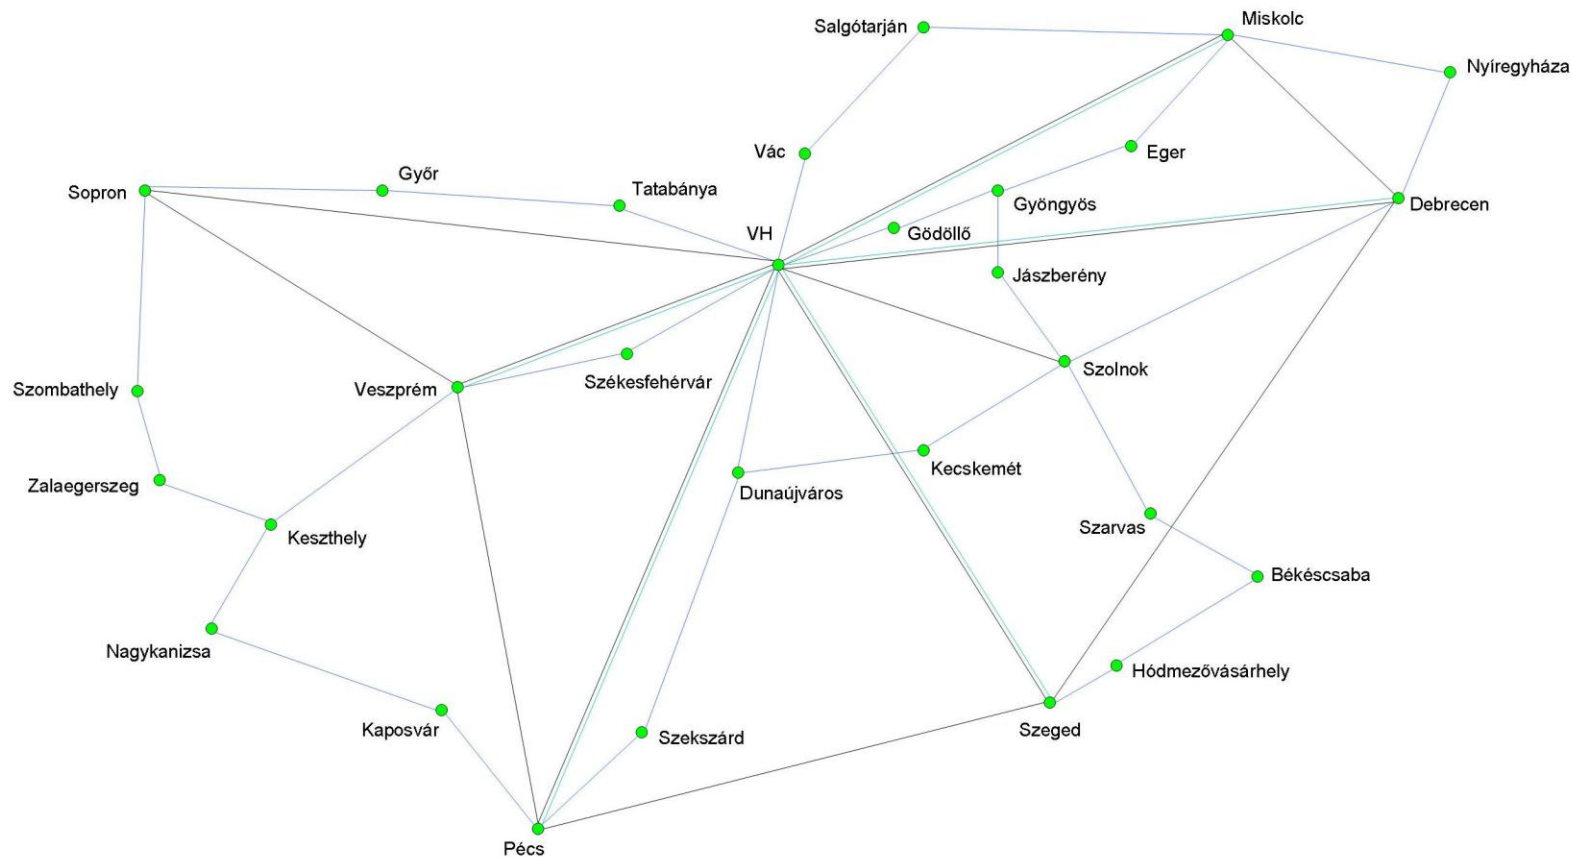 Miskolc
Salgótarján
Nyíregyháza
Vác
Eger
Győr
Sopron
Tatabánya
Gyöngyös
Debrecen
VH
Gödöllő
Jászberény
Szolnok
Székesfehérvár
Szombathely
Veszprém
Kecskemét
Zalaegerszeg
Dunaújváros
Szarvas
Keszthely
Békéscsaba
Nagykanizsa
Hódmezővásárhely
Kaposvár
Szekszárd
Szeged
Pécs